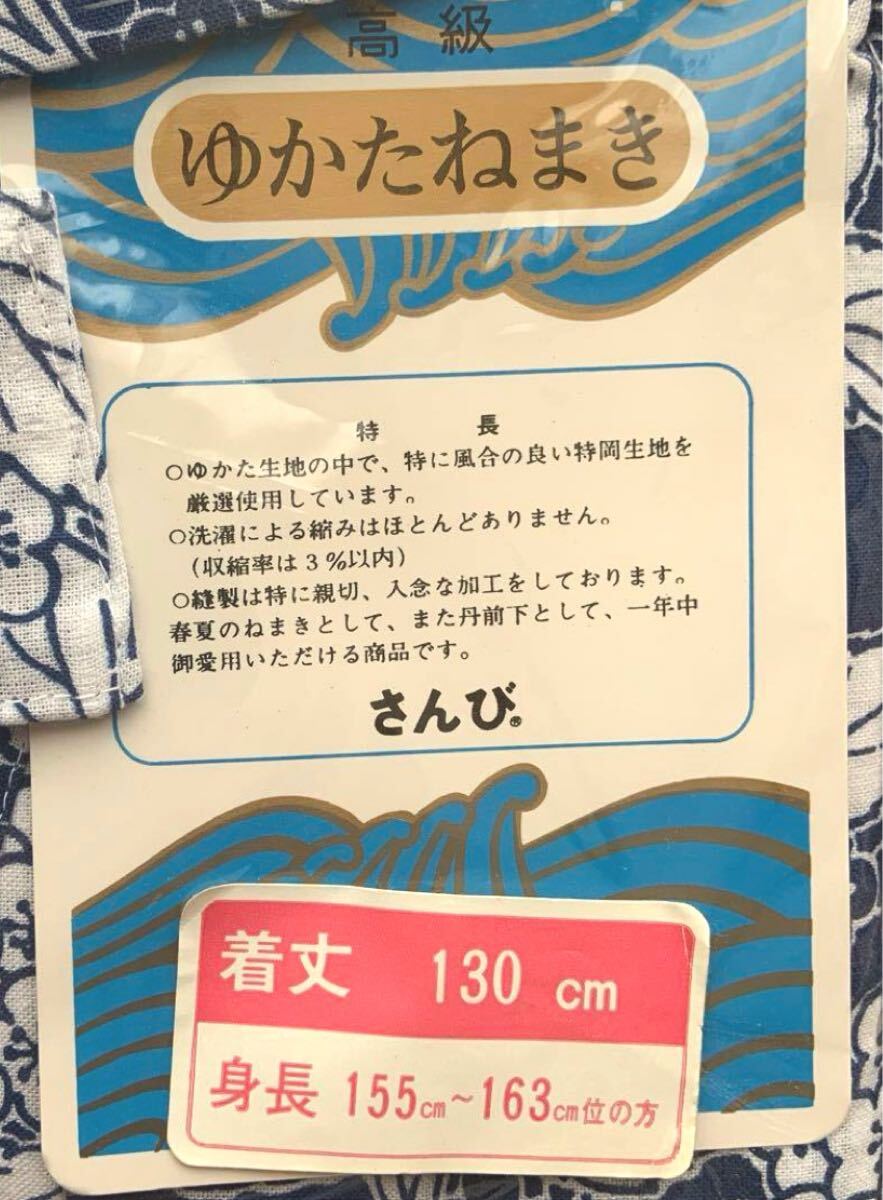 高級
ゆかたねまき
特長
○ゆかた生地の中で、特に風合の良い特岡生地を
厳選使用しています。
○洗濯による縮みはほとんどありません。
(収縮率は3%以内)
○縫製は特に親切、入念な加工をしております。
春夏のねまきとして、また丹前下として、一年中
御愛用いただける商品です。
さんび®
着丈 130 cm
身長 155cm~163cm位の方